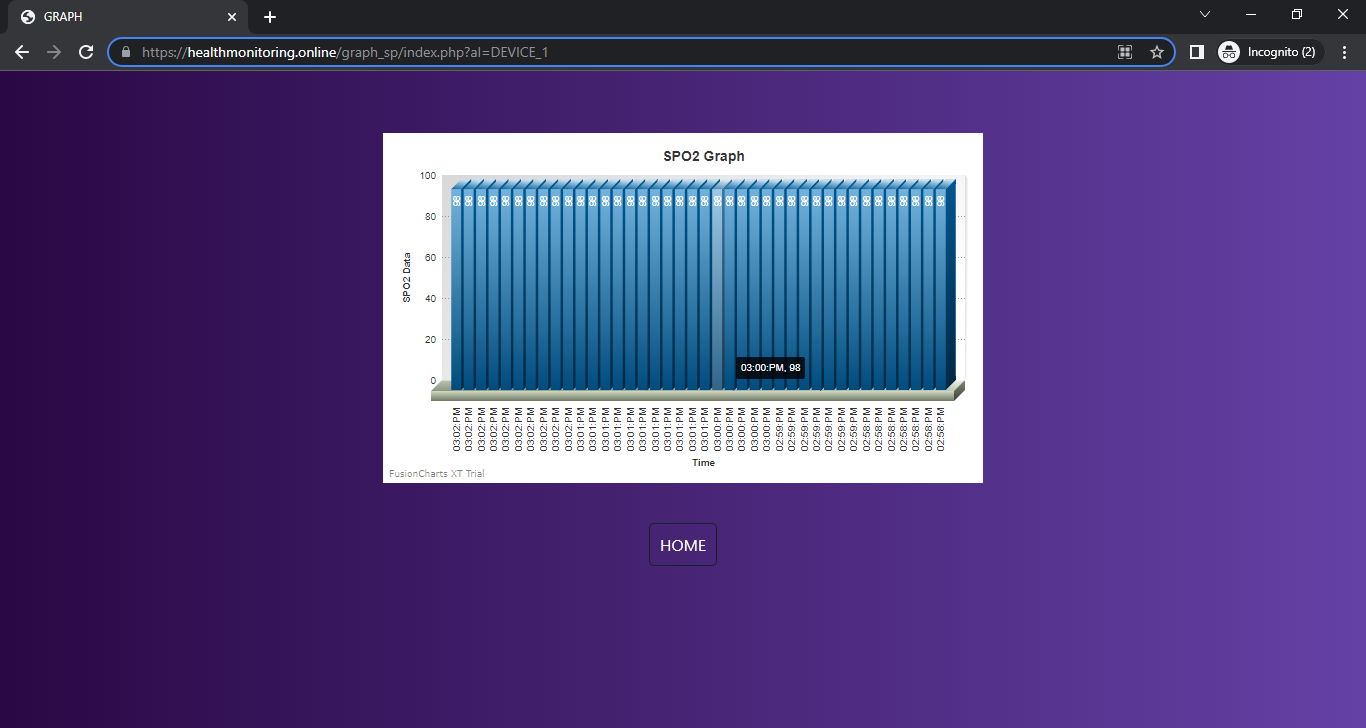 GRAPH
https://healthmonitoring.online/graph_sp/index.php?al=DEVICE_1
Incognito (2)
SPO2 Graph
SPO2 Data
100
80
60
40
20
0
98 98 98 98 98 98 98 98 98 98 98 98 98 98 98 98 98 98 98 98 98 98 98 98 98 98 98 98 98 98 98 98 98 98 98 98 98 98 98 98
03:00:PM, 98
03:02:PM 03:02:PM 03:02:PM 03:02:PM 03:02:PM 03:02:PM 03:02:PM 03:02:PM 03:02:PM 03:02:PM 03:01:PM 03:01:PM 03:01:PM 03:01:PM 03:01:PM 03:01:PM 03:01:PM 03:01:PM 03:01:PM 03:01:PM 03:01:PM 03:00:PM 03:00:PM 03:00:PM 03:00:PM 03:00:PM 02:59:PM 02:59:PM 02:59:PM 02:59:PM 02:59:PM 02:59:PM 02:59:PM 02:58:PM 02:58:PM 02:58:PM 02:58:PM 02:58:PM 02:58:PM 02:58:PM
Time
FusionCharts XT Trial
HOME